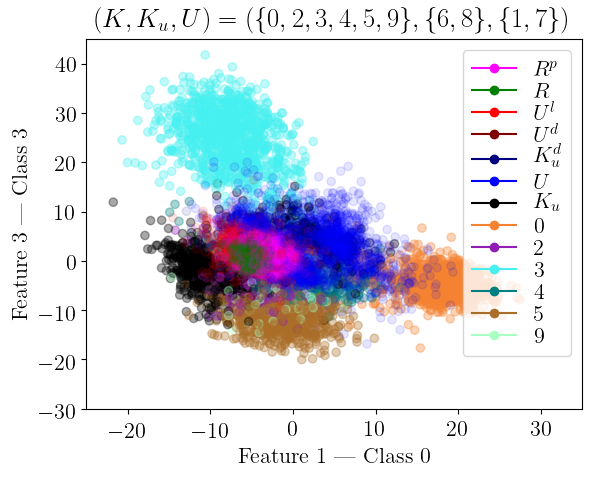 (K, K_u, U) = ({0, 2, 3, 4, 5, 9}, {6, 8}, {1, 7})
40
30
20
10
0
−10
−20
−30
Feature 3 — Class 3
R^p
R
U^l
U^d
K_u^d
U
K_u
0
2
3
4
5
9
−20
−10
0
10
20
30
Feature 1 — Class 0